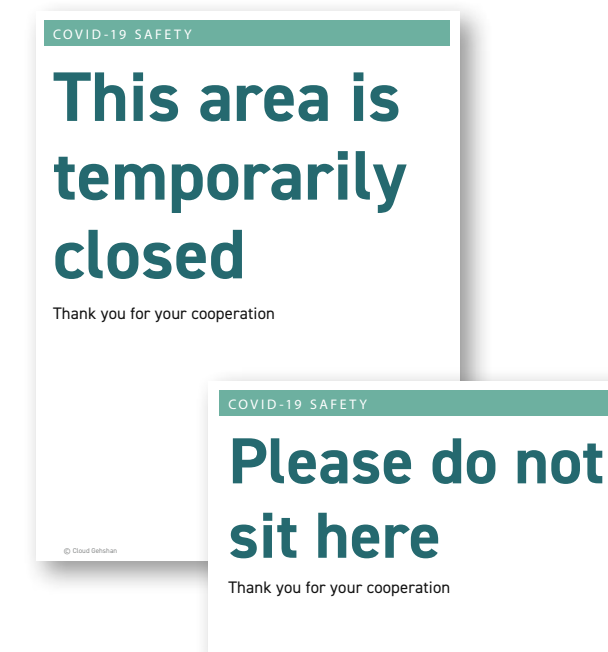 COVID-19 SAFETY
This area is
temporarily
closed
Thank you for your cooperation
© Cloud Gehshan
COVID-19 SAFETY
Please do not
sit here
Thank you for your cooperation